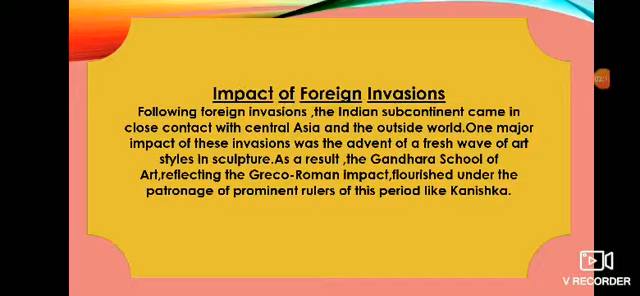 Impact of Foreign Invasions
Following foreign invasions ,the Indian subcontinent came in
close contact with central Asia and the outside world.One major
impact of these invasions was the advent of a fresh wave of art
styles in sculpture.As a result ,the Gandhara School of
Art,reflecting the Greco-Roman impact,flourished under the
patronage of prominent rulers of this period like Kanishka.
V RECORDER